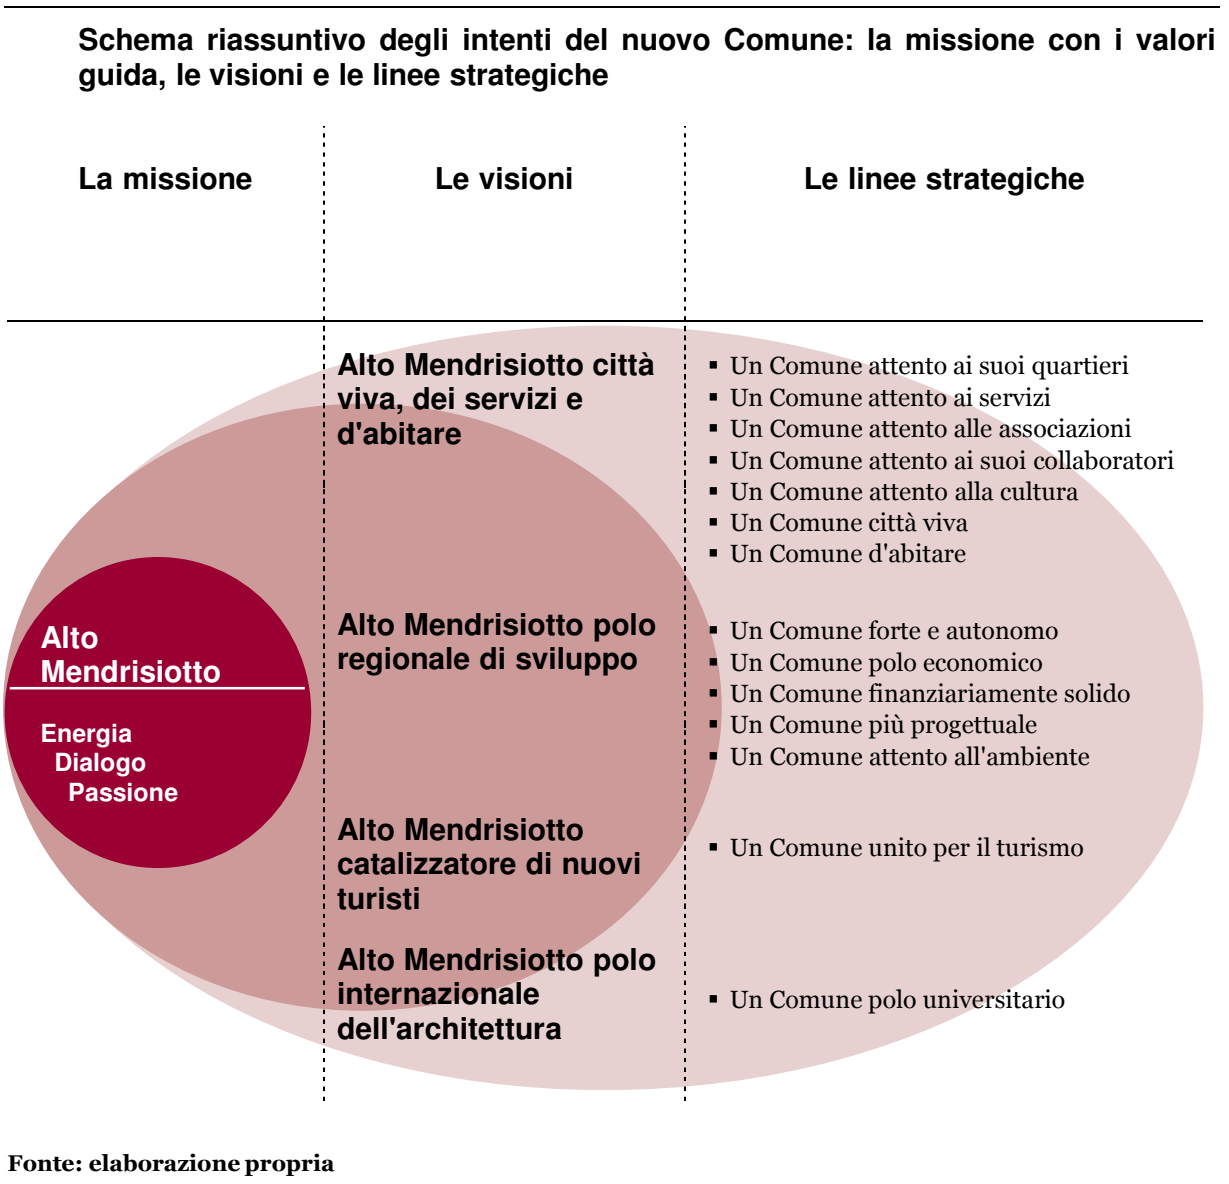 Schema riassuntivo degli intenti del nuovo Comune: la missione con i valori
guida, le visioni e le linee strategiche
La missione
Le visioni
Le linee strategiche
Alto
Mendrisiotto
Energia
Dialogo
Passione
Alto Mendrisiotto città
viva, dei servizi e
d'abitare
▪ Un Comune attento ai suoi quartieri
▪ Un Comune attento ai servizi
▪ Un Comune attento alle associazioni
▪ Un Comune attento ai suoi collaboratori
▪ Un Comune attento alla cultura
▪ Un Comune città viva
▪ Un Comune d'abitare
Alto Mendrisiotto polo
regionale di sviluppo
▪ Un Comune forte e autonomo
▪ Un Comune polo economico
▪ Un Comune finanziariamente solido
▪ Un Comune più progettuale
▪ Un Comune attento all'ambiente
Alto Mendrisiotto
catalizzatore di nuovi
turisti
▪ Un Comune unito per il turismo
Alto Mendrisiotto polo
internazionale
dell'architettura
▪ Un Comune polo universitario
Fonte: elaborazione propria